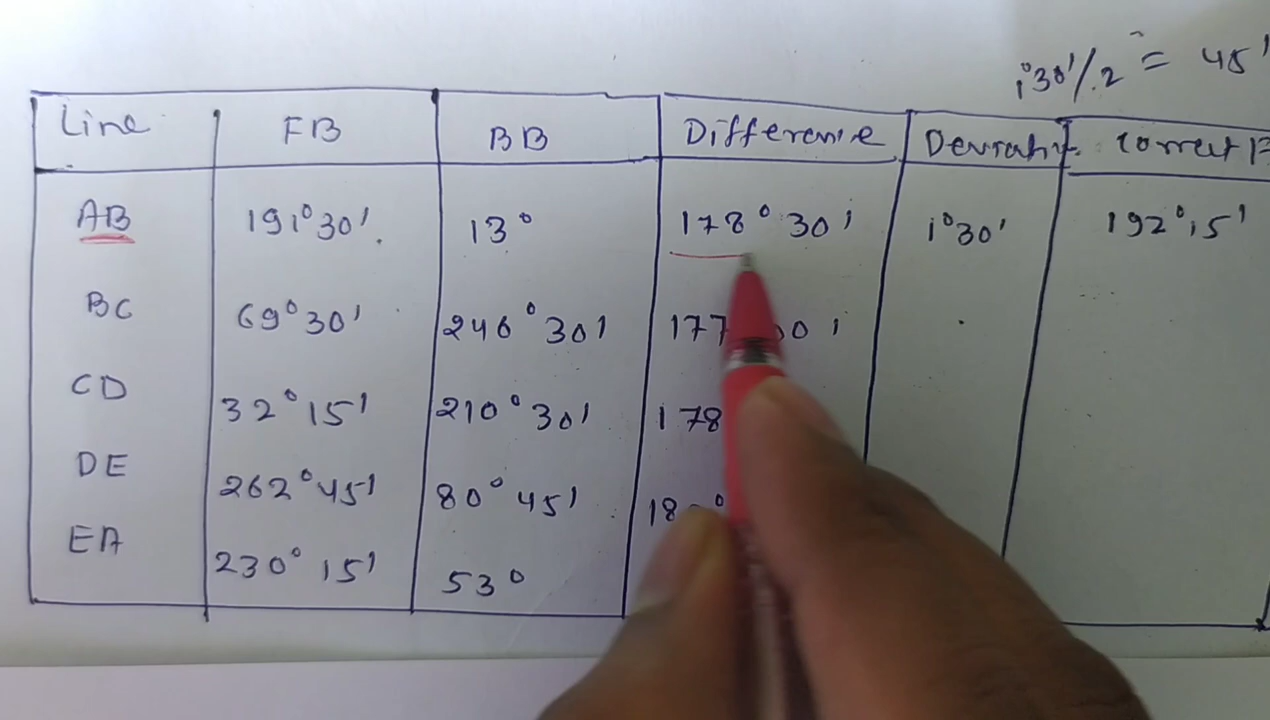 1°30'/2 = 45'
Line FB BB Difference Deviation Correct
AB 191°30' 13° 178°30' 1°30' 192°15'
BC 69°30' 246°30'
CD 32°15' 210°30' 178
DE 262°45' 80°45'
EA 230°15' 53°